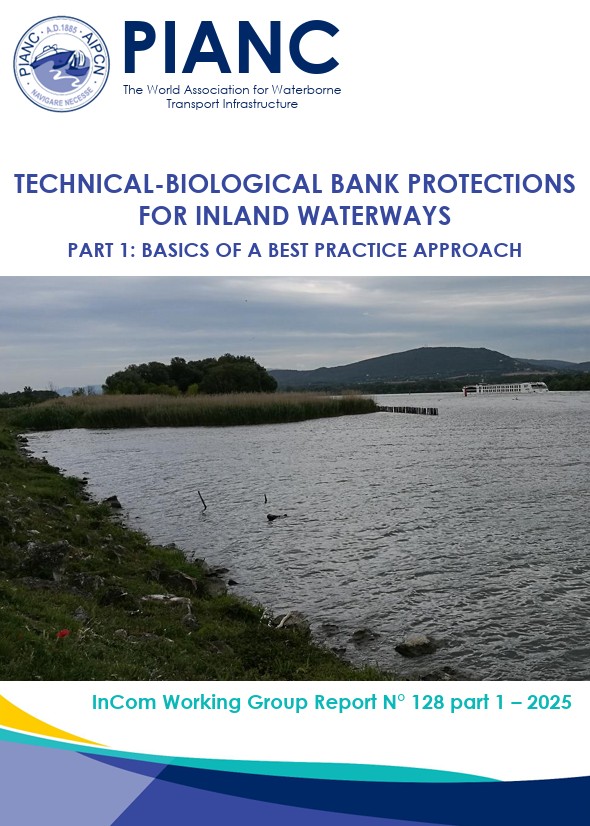 PIANC
A.D.1885
AIPCN
NAVIGARE NECESSE
PIANC
The World Association for Waterborne
Transport Infrastructure
TECHNICAL-BIOLOGICAL BANK PROTECTIONS
FOR INLAND WATERWAYS
PART 1: BASICS OF A BEST PRACTICE APPROACH
InCom Working Group Report N° 128 part 1 – 2025